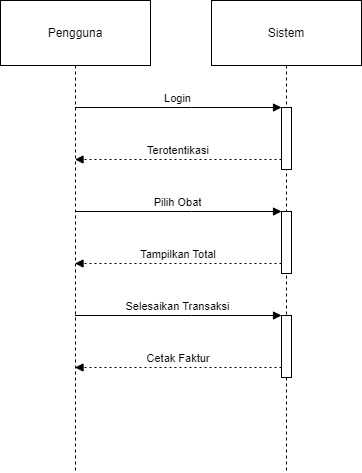 Pengguna
Sistem
Login
Terotentikasi
Pilih Obat
Tampilkan Total
Selesaikan Transaksi
Cetak Faktur